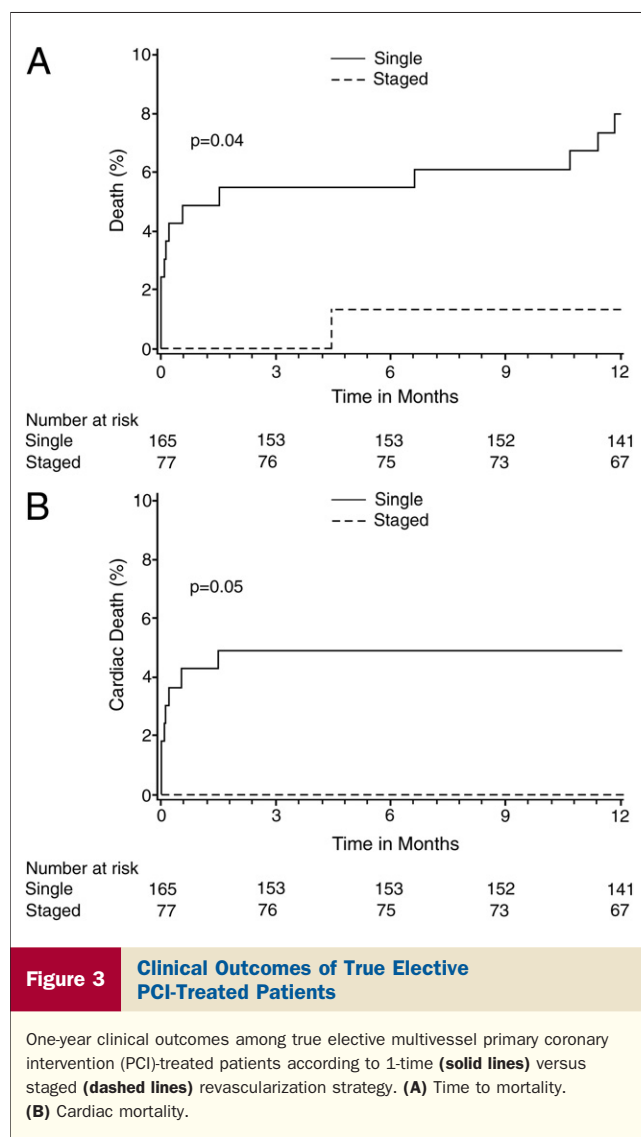 A
Single
Staged
p=0.04
Death (%)
10
8
6
4
2
0
0 3 6 9 12
Time in Months
Number at risk
Single 165 153 153 152 141
Staged 77 76 75 73 67
B
Single
Staged
p=0.05
Cardiac Death (%)
10
8
6
4
2
0
0 3 6 9 12
Time in Months
Number at risk
Single 165 153 153 152 141
Staged 77 76 75 73 67
Figure 3
Clinical Outcomes of True Elective
PCI-Treated Patients
One-year clinical outcomes among true elective multivessel primary coronary
intervention (PCI)-treated patients according to 1-time (solid lines) versus
staged (dashed lines) revascularization strategy. (A) Time to mortality.
(B) Cardiac mortality.